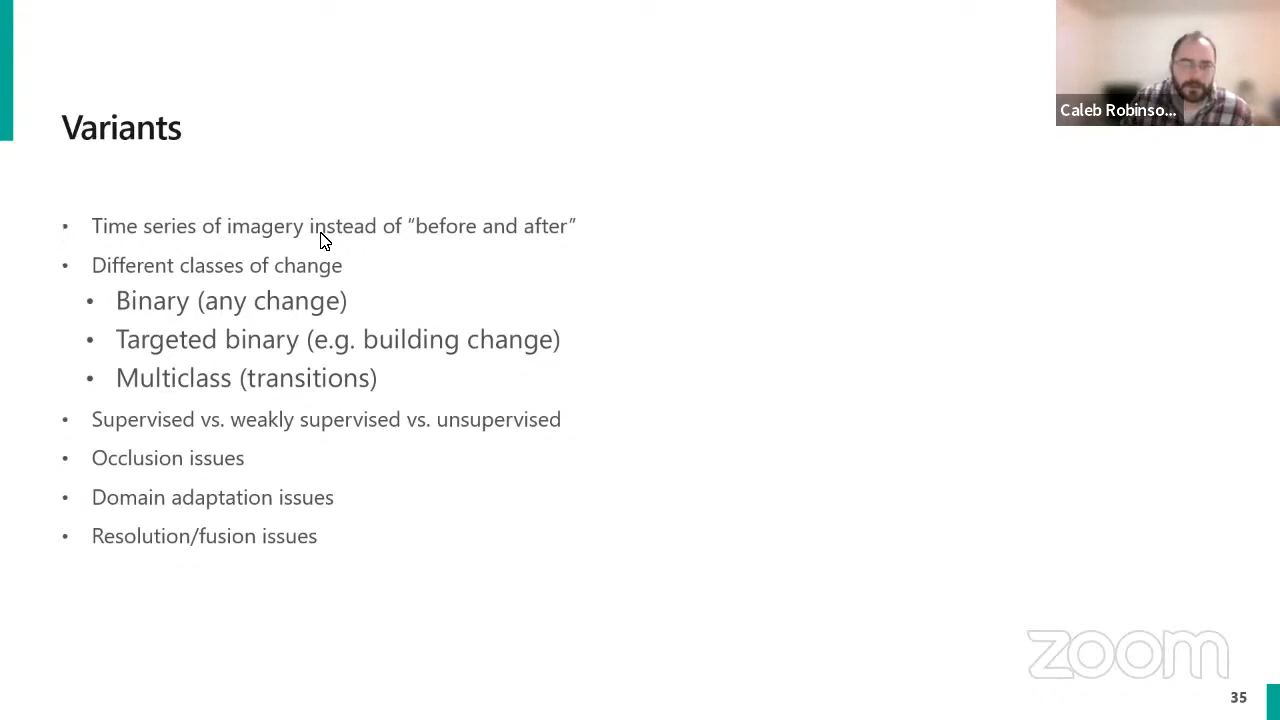 Caleb Robinso...
Variants
• Time series of imagery instead of “before and after”
• Different classes of change
• Binary (any change)
• Targeted binary (e.g. building change)
• Multiclass (transitions)
• Supervised vs. weakly supervised vs. unsupervised
• Occlusion issues
• Domain adaptation issues
• Resolution/fusion issues
zoom
35